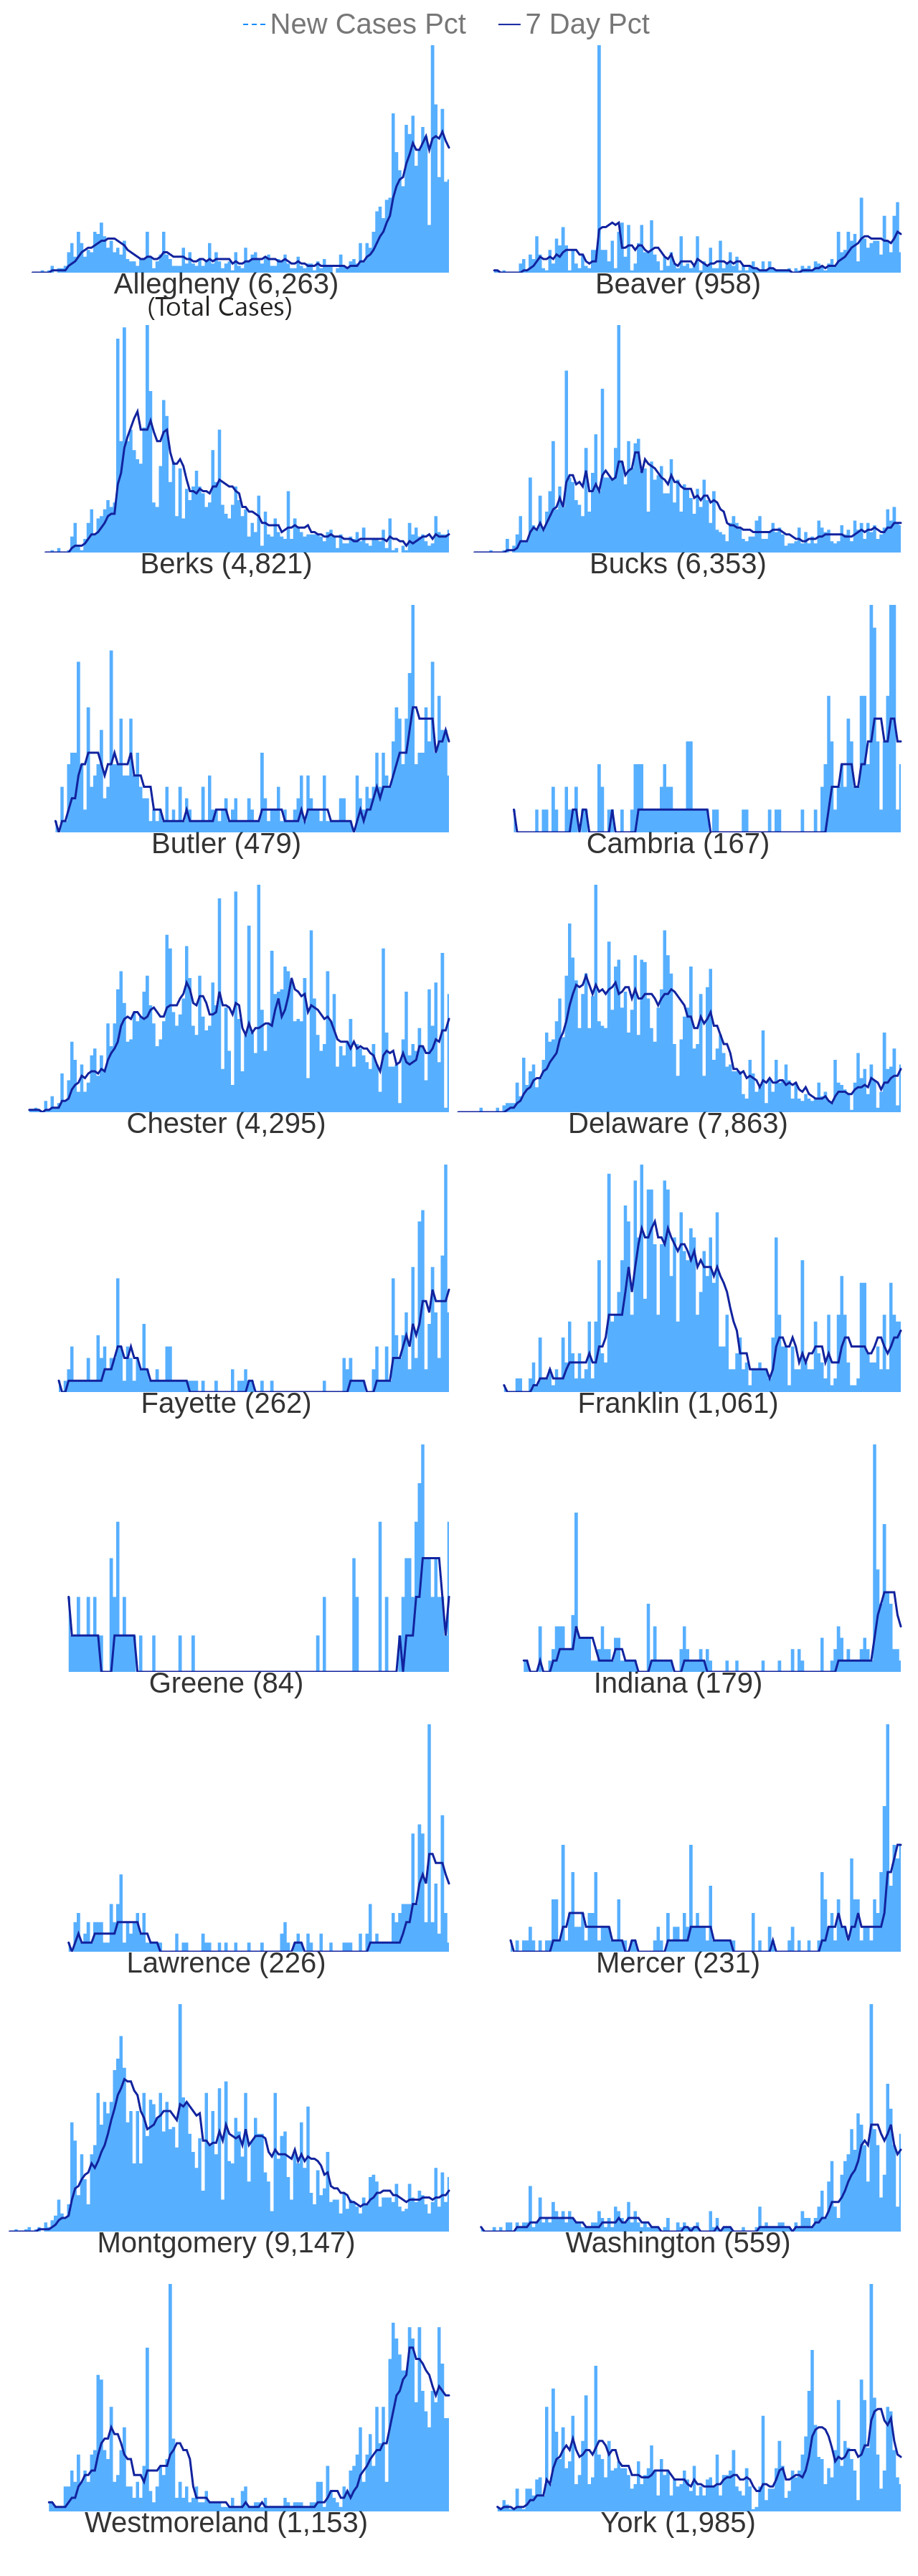 New Cases Pct 7 Day Pct
Allegheny (6,263) Beaver (958)
(Total Cases)
Berks (4,821) Bucks (6,353)
Butler (479) Cambria (167)
Chester (4,295) Delaware (7,863)
Fayette (262) Franklin (1,061)
Greene (84) Indiana (179)
Lawrence (226) Mercer (231)
Montgomery (9,147) Washington (559)
Westmoreland (1,153) York (1,985)